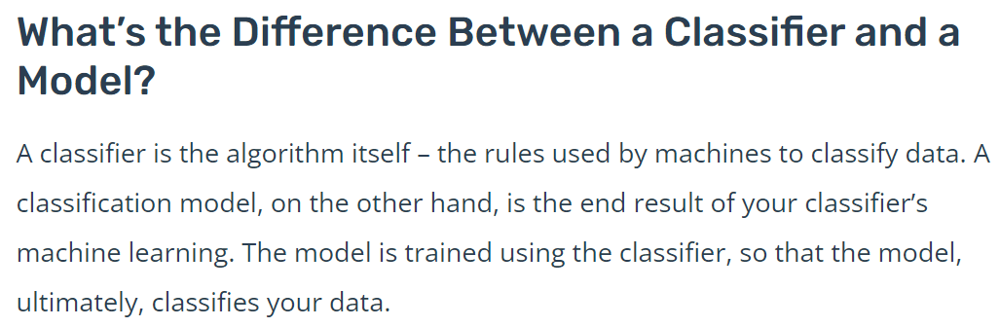 What’s the Difference Between a Classifier and a
Model?
A classifier is the algorithm itself – the rules used by machines to classify data. A
classification model, on the other hand, is the end result of your classifier’s
machine learning. The model is trained using the classifier, so that the model,
ultimately, classifies your data.